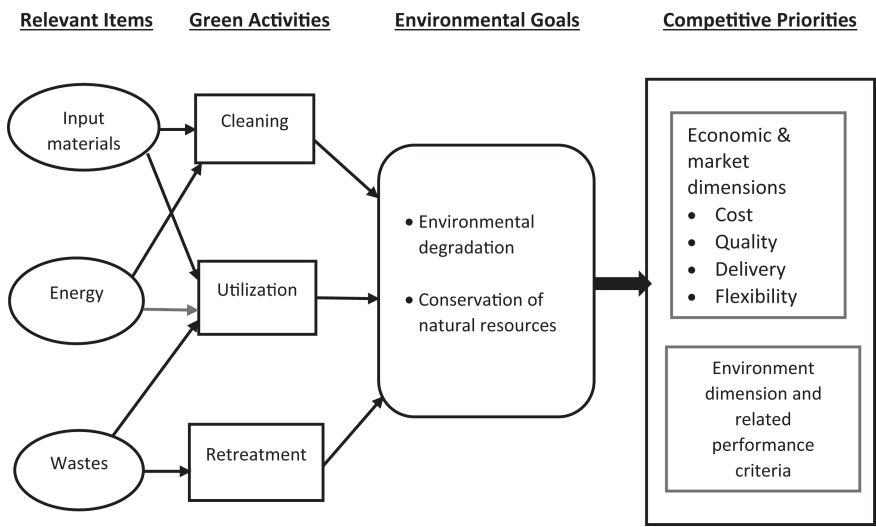 Relevant Items
Green Activities
Environmental Goals
Competitive Priorities
Input
materials
Energy
Wastes
Cleaning
Utilization
Retreatment
• Environmental
degradation
• Conservation of
natural resources
Economic &
market
dimensions
• Cost
• Quality
• Delivery
• Flexibility
Environment
dimension and
related
performance
criteria